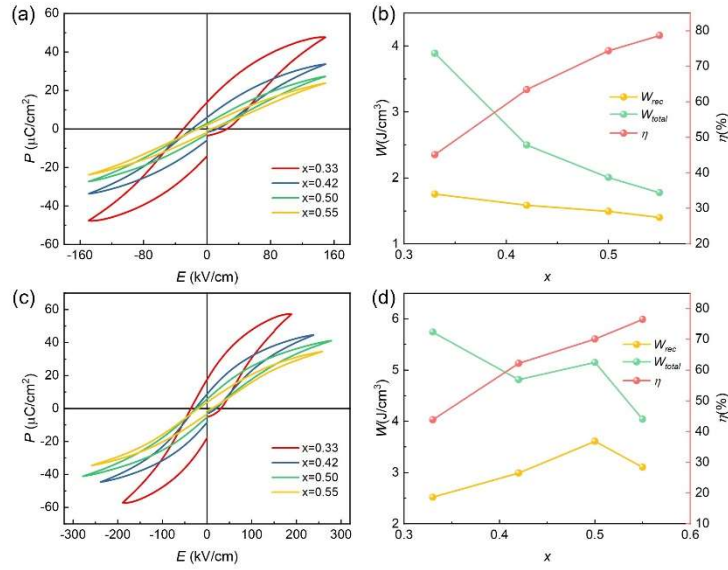 (a)
60
40
20
0
-20
-40
-60
P (μC/cm²)
-160 -80 0 80 160
E (kV/cm)
x=0.33
x=0.42
x=0.50
x=0.55
(b)
4
3
2
1
W(J/cm³)
80
70
60
50
40
30
20
η(%)
0.3 0.4 0.5
x
W_rec
W_total
η
(c)
60
40
20
0
-20
-40
-60
P (μC/cm²)
-300 -200 -100 0 100 200 300
E (kV/cm)
x=0.33
x=0.42
x=0.50
x=0.55
(d)
6
5
4
3
2
W(J/cm³)
80
70
60
50
40
30
20
10
η(%)
0.3 0.4 0.5 0.6
x
W_rec
W_total
η